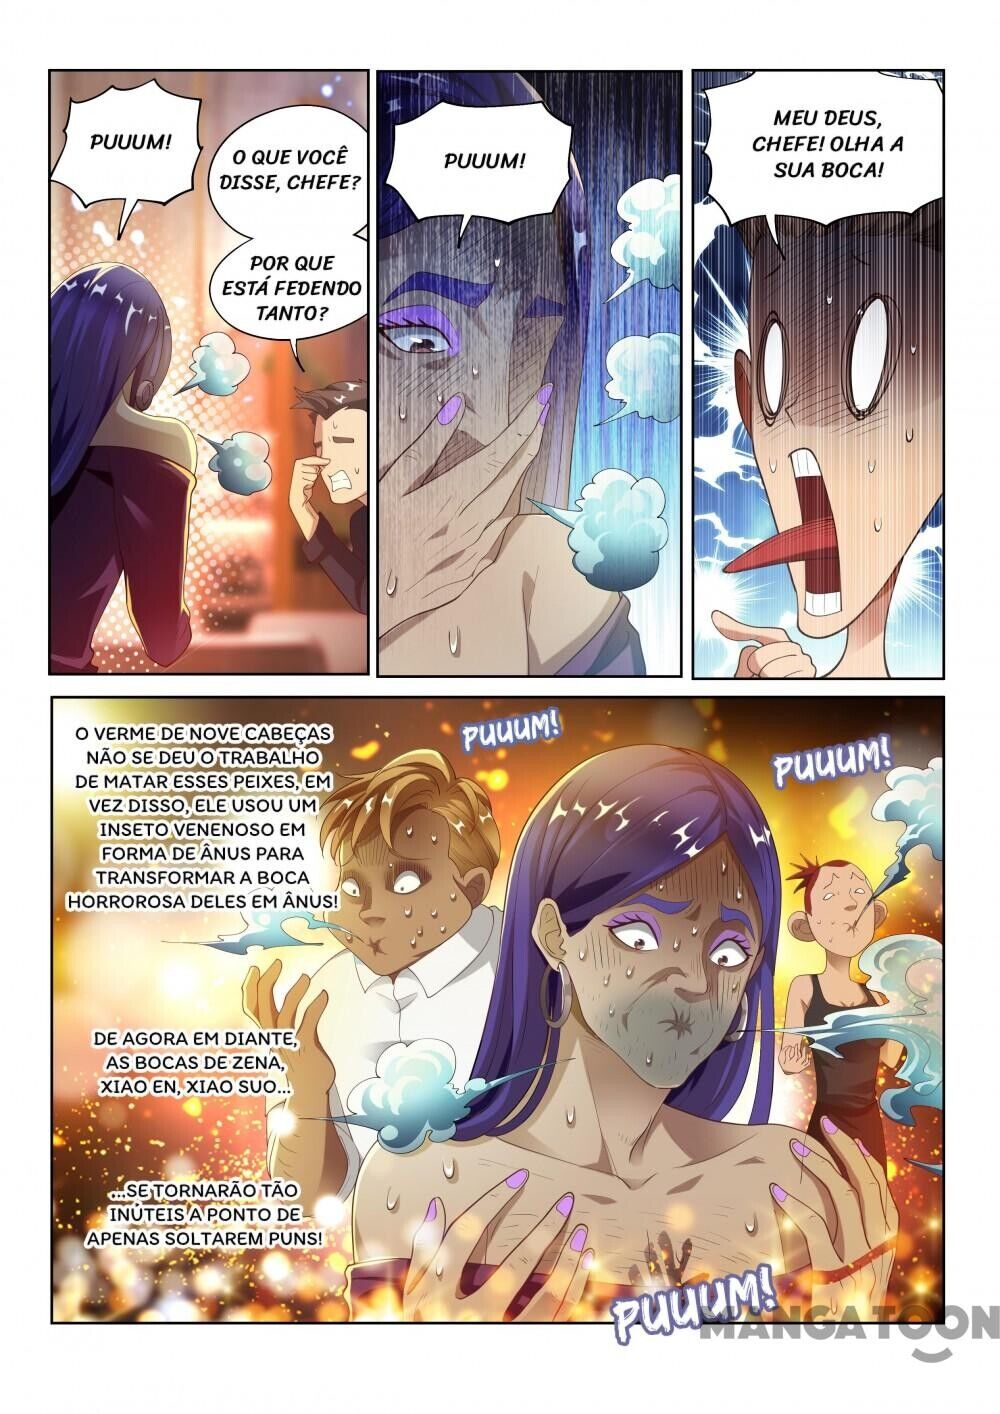 PUUUM!
O QUE VOCÊ
DISSE, CHEFE?
POR QUE
ESTÁ FEDENDO
TANTO?
PUUUM!
MEU DEUS,
CHEFE! OLHA A
SUA BOCA!
O VERME DE NOVE CABEÇAS
NÃO SE DEU O TRABALHO
DE MATAR ESSES PEIXES, EM
VEZ DISSO, ELE USOU UM
INSETO VENENOSO EM
FORMA DE ÂNUS PARA
TRANSFORMAR A BOCA
HORROROSA DELES EM ÂNUS!
PUUUM!
PUUUM!
DE AGORA EM DIANTE,
AS BOCAS DE ZENA,
XIAO EN, XIAO SUO...
...SE TORNARÃO TÃO
INÚTEIS A PONTO DE
APENAS SOLTAREM PUNS!
PUUUM!
MANGATOON